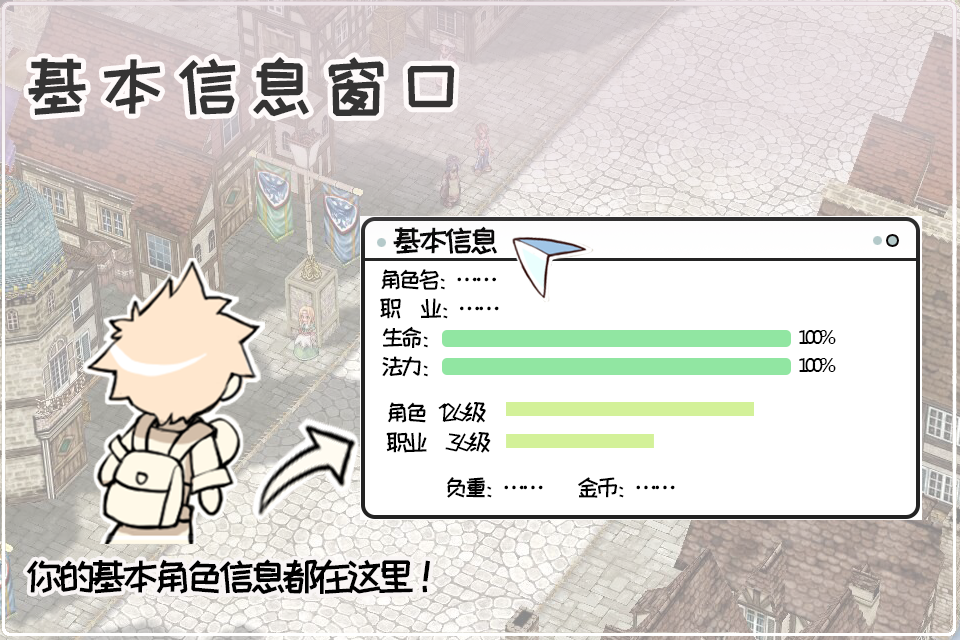 基本信息窗口
基本信息
角色名：……
职 业：……
生命： 100%
法力： 100%
角色 126级
职业 36级
负重：…… 金币：……
你的基本角色信息都在这里！